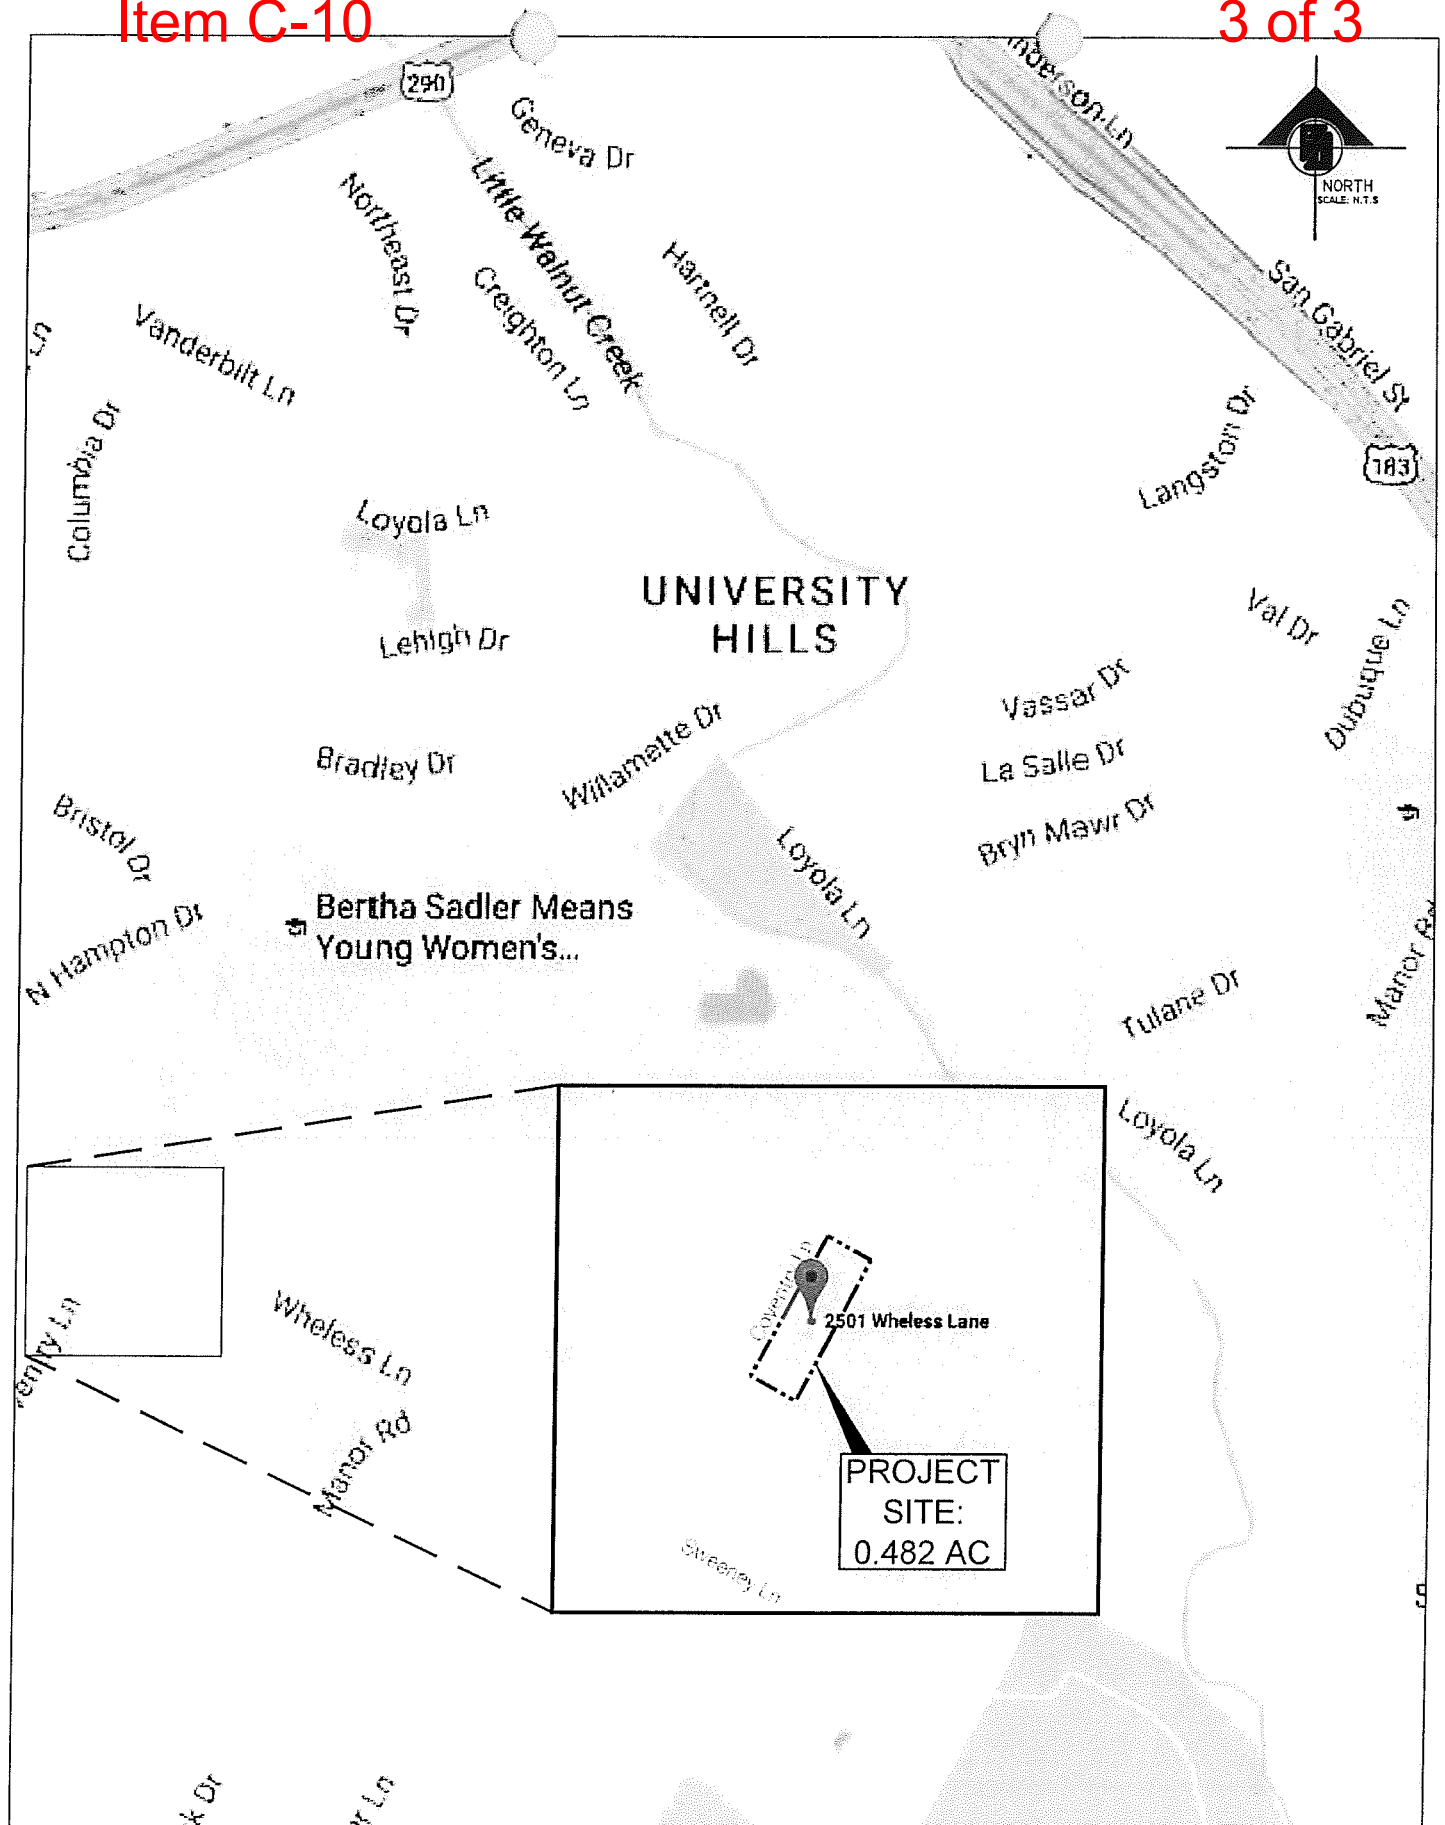 Item C-10
3 of 3
290
Geneva Dr
NORTH
SCALE: N.T.S
Little Walnut Creek
Northeast Dr
Hartnell Dr
Creighton Ln
San Gabriel St
Vanderbilt Ln
Ln
Columbia Dr
Langston Dr
183
Loyola Ln
UNIVERSITY
HILLS
Val Dr
Dubuque Ln
Lehigh Dr
Vassar Dr
Willamette Dr
Bradley Dr
La Salle Dr
Bristol Dr
Bryn Mawr Dr
Loyola Ln
Bertha Sadler Means
Young Women's...
N Hampton Dr
Manor Rd
Tulane Dr
Loyola Ln
Coventry Ln
2501 Wheless Lane
Wheless Ln
Manor Rd
PROJECT
SITE:
0.482 AC
Sweeney Ln
Dr
Ln